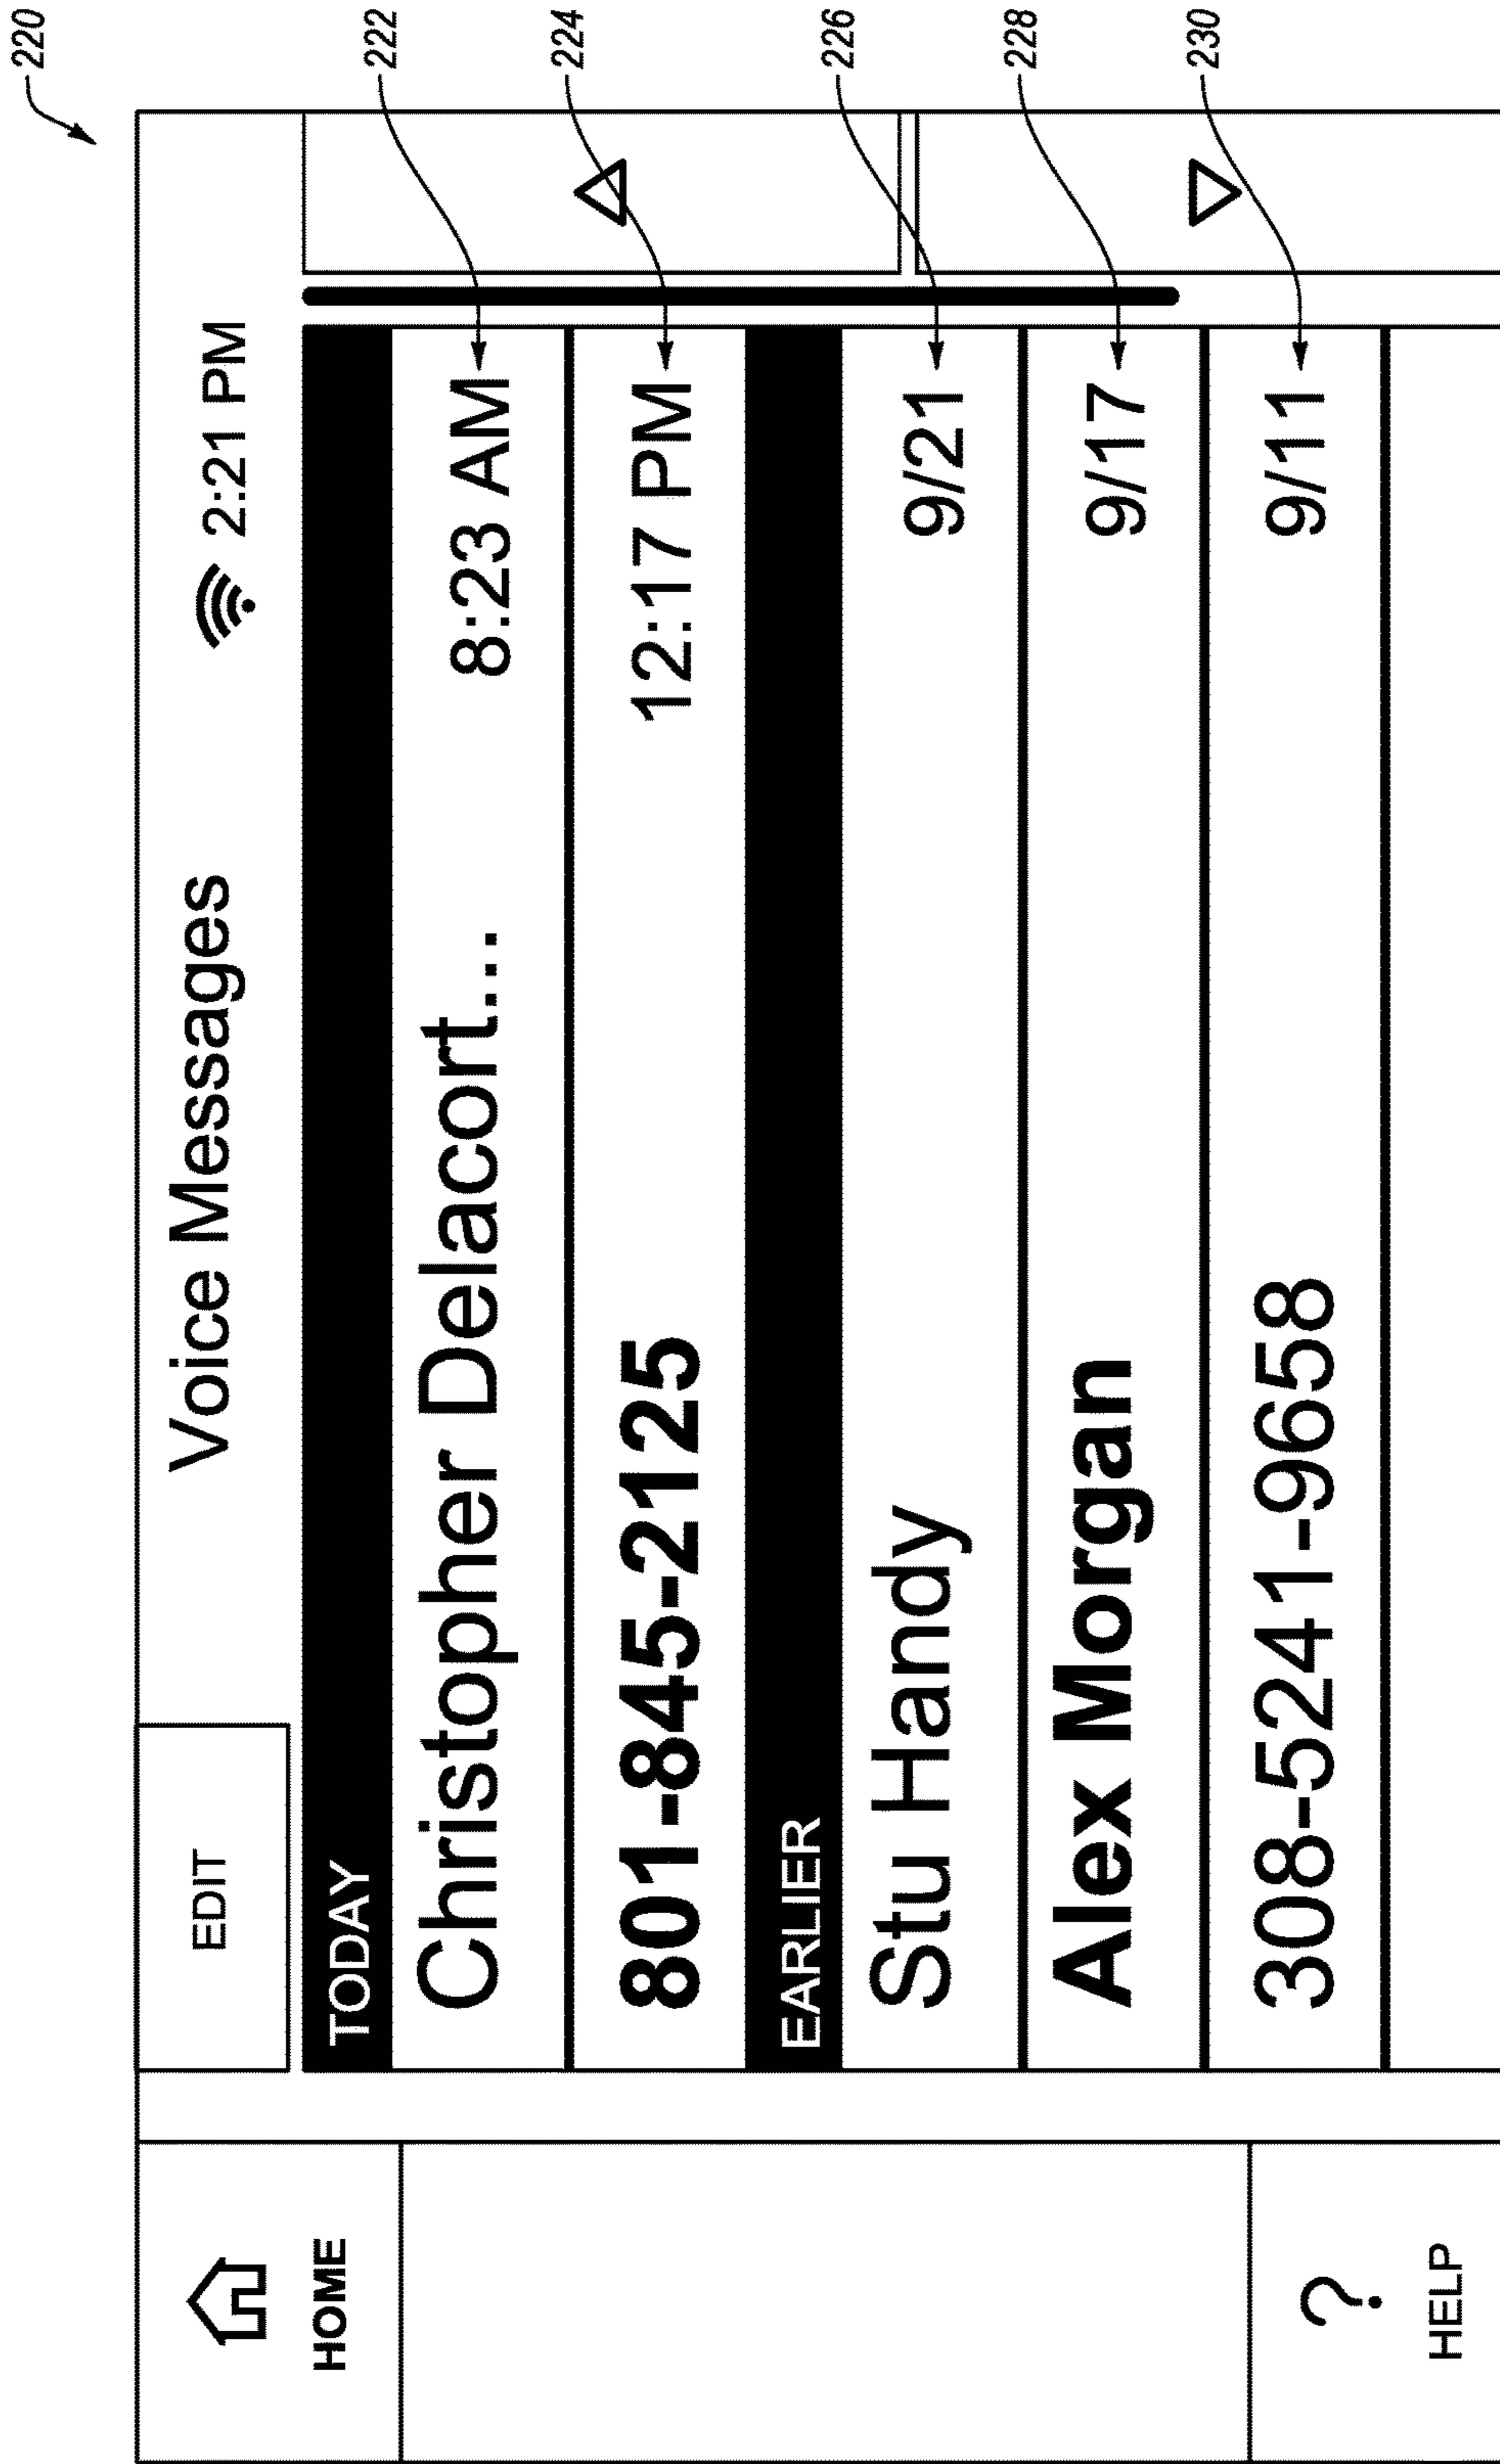 220
EDIT
Voice Messages
2:21 PM
HOME
TODAY
Christopher Delacort... 8:23 AM 222
801-845-2125 12:17 PM 224
EARLIER
Stu Handy 9/21 226
Alex Morgan 9/17 228
308-5241-9658 9/11 230
?
HELP